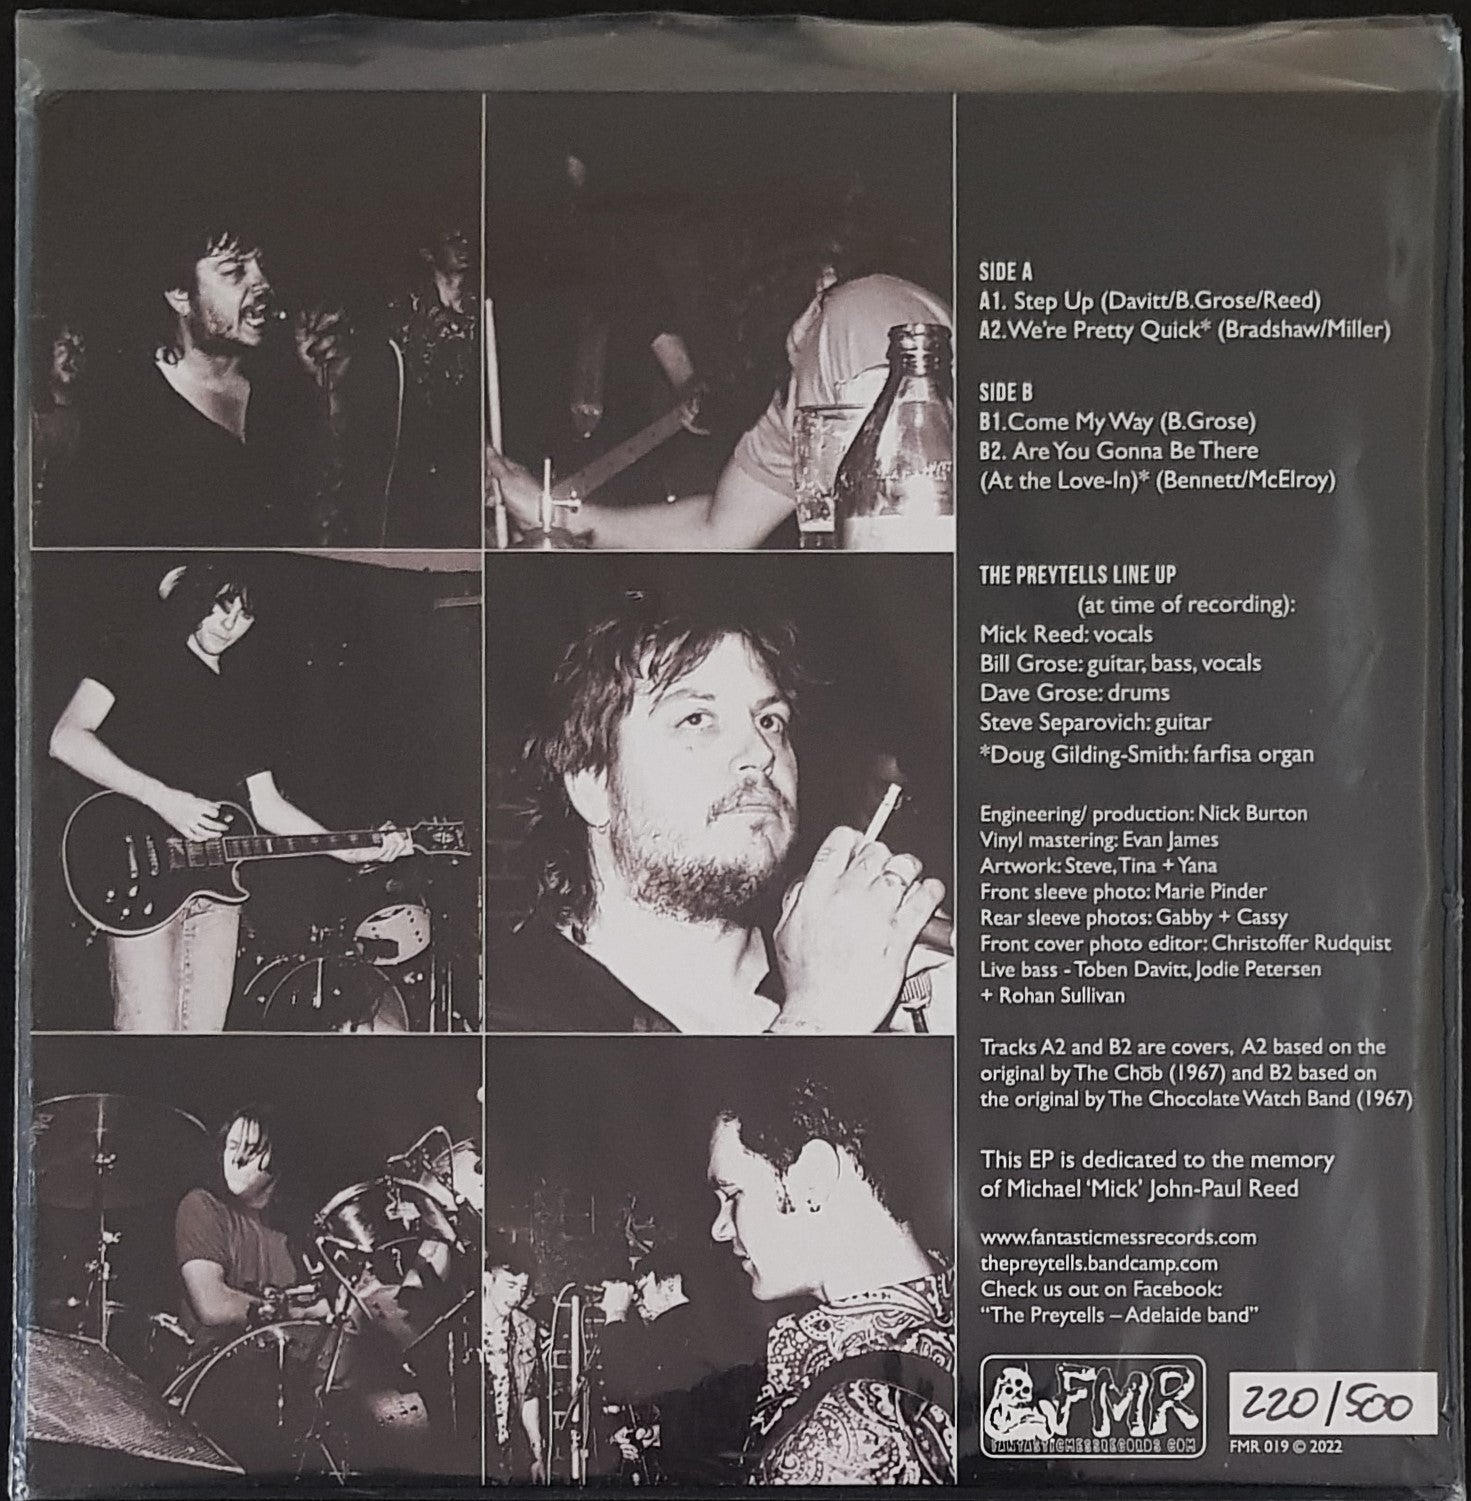 SIDE A
A1. Step Up (Davitt/B.Grose/Reed)
A2.We're Pretty Quick* (Bradshaw/Miller)
SIDE B
B1.Come My Way (B.Grose)
B2. Are You Gonna Be There
(At the Love-In)* (Bennett/McElroy)
THE PREYTELLS LINE UP
(at time of recording):
Mick Reed: vocals
Bill Grose: guitar, bass, vocals
Dave Grose: drums
Steve Separovich: guitar
*Doug Gilding-Smith: farfisa organ
Engineering/ production: Nick Burton
Vinyl mastering: Evan James
Artwork: Steve, Tina + Yana
Front sleeve photo: Marie Pinder
Rear sleeve photos: Gabby + Cassy
Front cover photo editor: Christoffer Rudquist
Live bass - Toben Davitt, Jodie Petersen
+ Rohan Sullivan
Tracks A2 and B2 are covers, A2 based on the
original by The Chōb (1967) and B2 based on
the original by The Chocolate Watch Band (1967)
This EP is dedicated to the memory
of Michael 'Mick' John-Paul Reed
www.fantasticmessrecords.com
thepreytells.bandcamp.com
Check us out on Facebook:
"The Preytells – Adelaide band"
FMR
FANTASTICMESSRECORDS.COM
220/500
FMR 019 © 2022